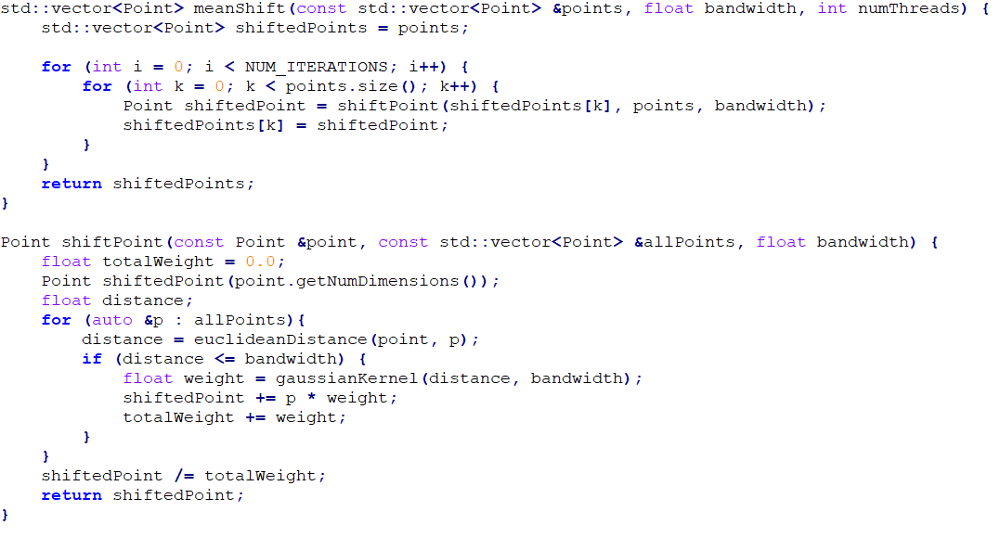 std::vector<Point> meanShift(const std::vector<Point> &points, float bandwidth, int numThreads) {
    std::vector<Point> shiftedPoints = points;

    for (int i = 0; i < NUM_ITERATIONS; i++) {
        for (int k = 0; k < points.size(); k++) {
            Point shiftedPoint = shiftPoint(shiftedPoints[k], points, bandwidth);
            shiftedPoints[k] = shiftedPoint;
        }
    }
    return shiftedPoints;
}

Point shiftPoint(const Point &point, const std::vector<Point> &allPoints, float bandwidth) {
    float totalWeight = 0.0;
    Point shiftedPoint(point.getNumDimensions());
    float distance;
    for (auto &p : allPoints){
        distance = euclideanDistance(point, p);
        if (distance <= bandwidth) {
            float weight = gaussianKernel(distance, bandwidth);
            shiftedPoint += p * weight;
            totalWeight += weight;
        }
    }
    shiftedPoint /= totalWeight;
    return shiftedPoint;
}